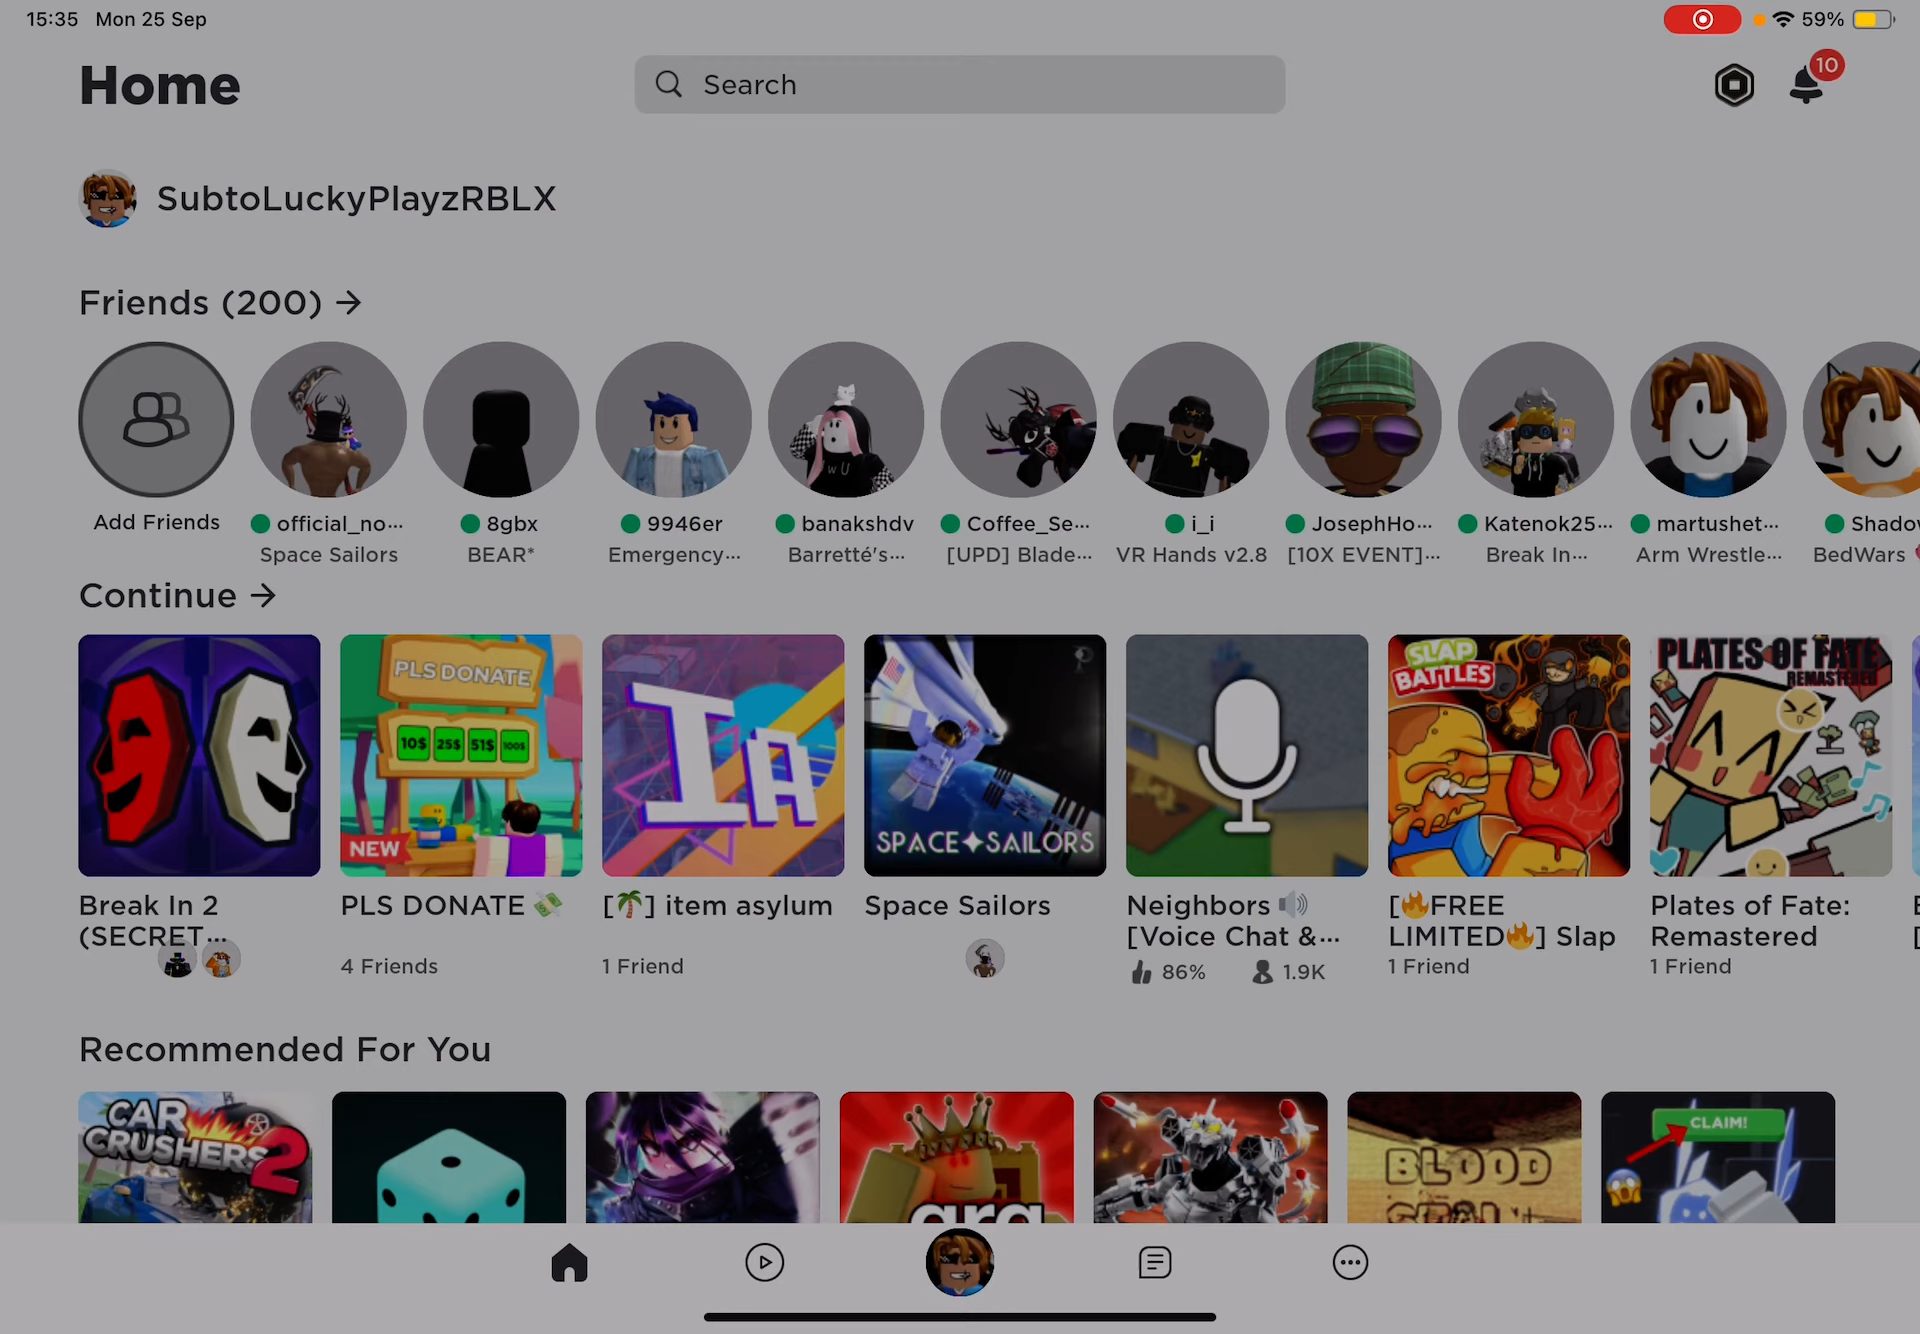 15:35 Mon 25 Sep
59%
Home
Search
10
SubtoLuckyPlayzRBLX
Friends (200) →
Add Friends
official_no...
Space Sailors
8gbx
BEAR*
9946er
Emergency...
banakshdv
Barretté's...
Coffee_Se...
[UPD] Blade...
i_i
VR Hands v2.8
JosephHo...
[10X EVENT]...
Katenok25...
Break In...
martushet...
Arm Wrestle...
Shado
BedWars
Continue →
PLS DONATE
10$ 25$ 51$ 100$
NEW
IA
SPACE✦SAILORS
SLAP
BATTLES
PLATES OF FATE
REMASTERED
Break In 2
(SECRET...
PLS DONATE 💸
4 Friends
[🌴] item asylum
1 Friend
Space Sailors
Neighbors 🔊
[Voice Chat &...
86% 1.9K
[🔥FREE
LIMITED🔥] Slap
1 Friend
Plates of Fate:
Remastered
1 Friend
Recommended For You
CAR
CRUSHERS 2
BLOOD
CLAIM!